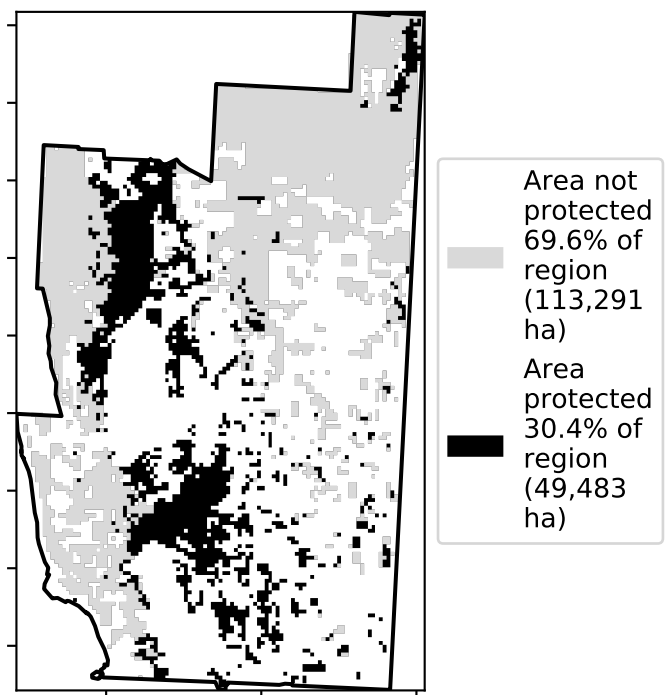 Area not
protected
69.6% of
region
(113,291
ha)
Area
protected
30.4% of
region
(49,483
ha)